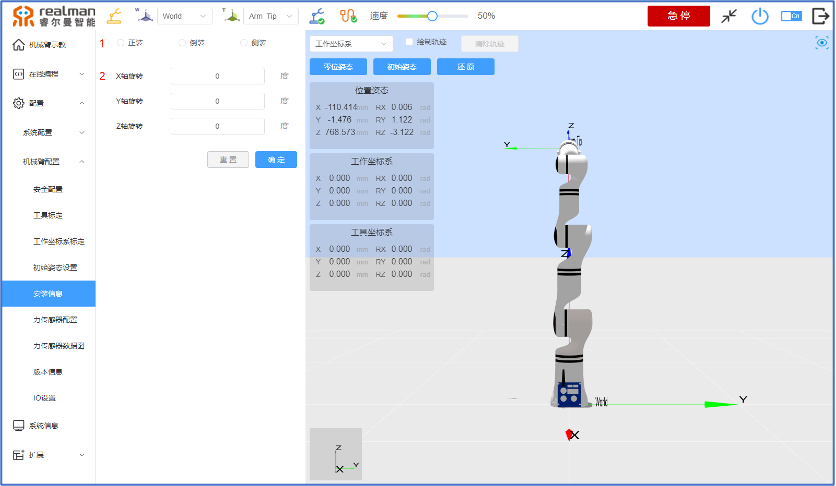 realman
睿尔曼智能
W
World
T
Arm_Tip
速度
50%
急停
Ch
机械臂示教
在线编程
配置
系统配置
机械臂配置
安全配置
工具标定
工作坐标系标定
初始姿态设置
安装信息
力传感器配置
力传感器数据图
版本信息
IO设置
系统信息
扩展
1 正装 倒装 侧装
2 X轴旋转 0 度
Y轴旋转 0 度
Z轴旋转 0 度
重置 确定
工作坐标系 绘制轨迹 清除轨迹
零位姿态 初始姿态 还原
位置姿态
X -110.414 mm RX 0.006 rad
Y -1.476 mm RY 1.122 rad
Z 768.573 mm RZ -3.122 rad
工作坐标系
X 0.000 mm RX 0.000 rad
Y 0.000 mm RY 0.000 rad
Z 0.000 mm RZ 0.000 rad
工具坐标系
X 0.000 mm RX 0.000 rad
Y 0.000 mm RY 0.000 rad
Z 0.000 mm RZ 0.000 rad
Z
Y
Z
World
Y
X
Z
Y
X